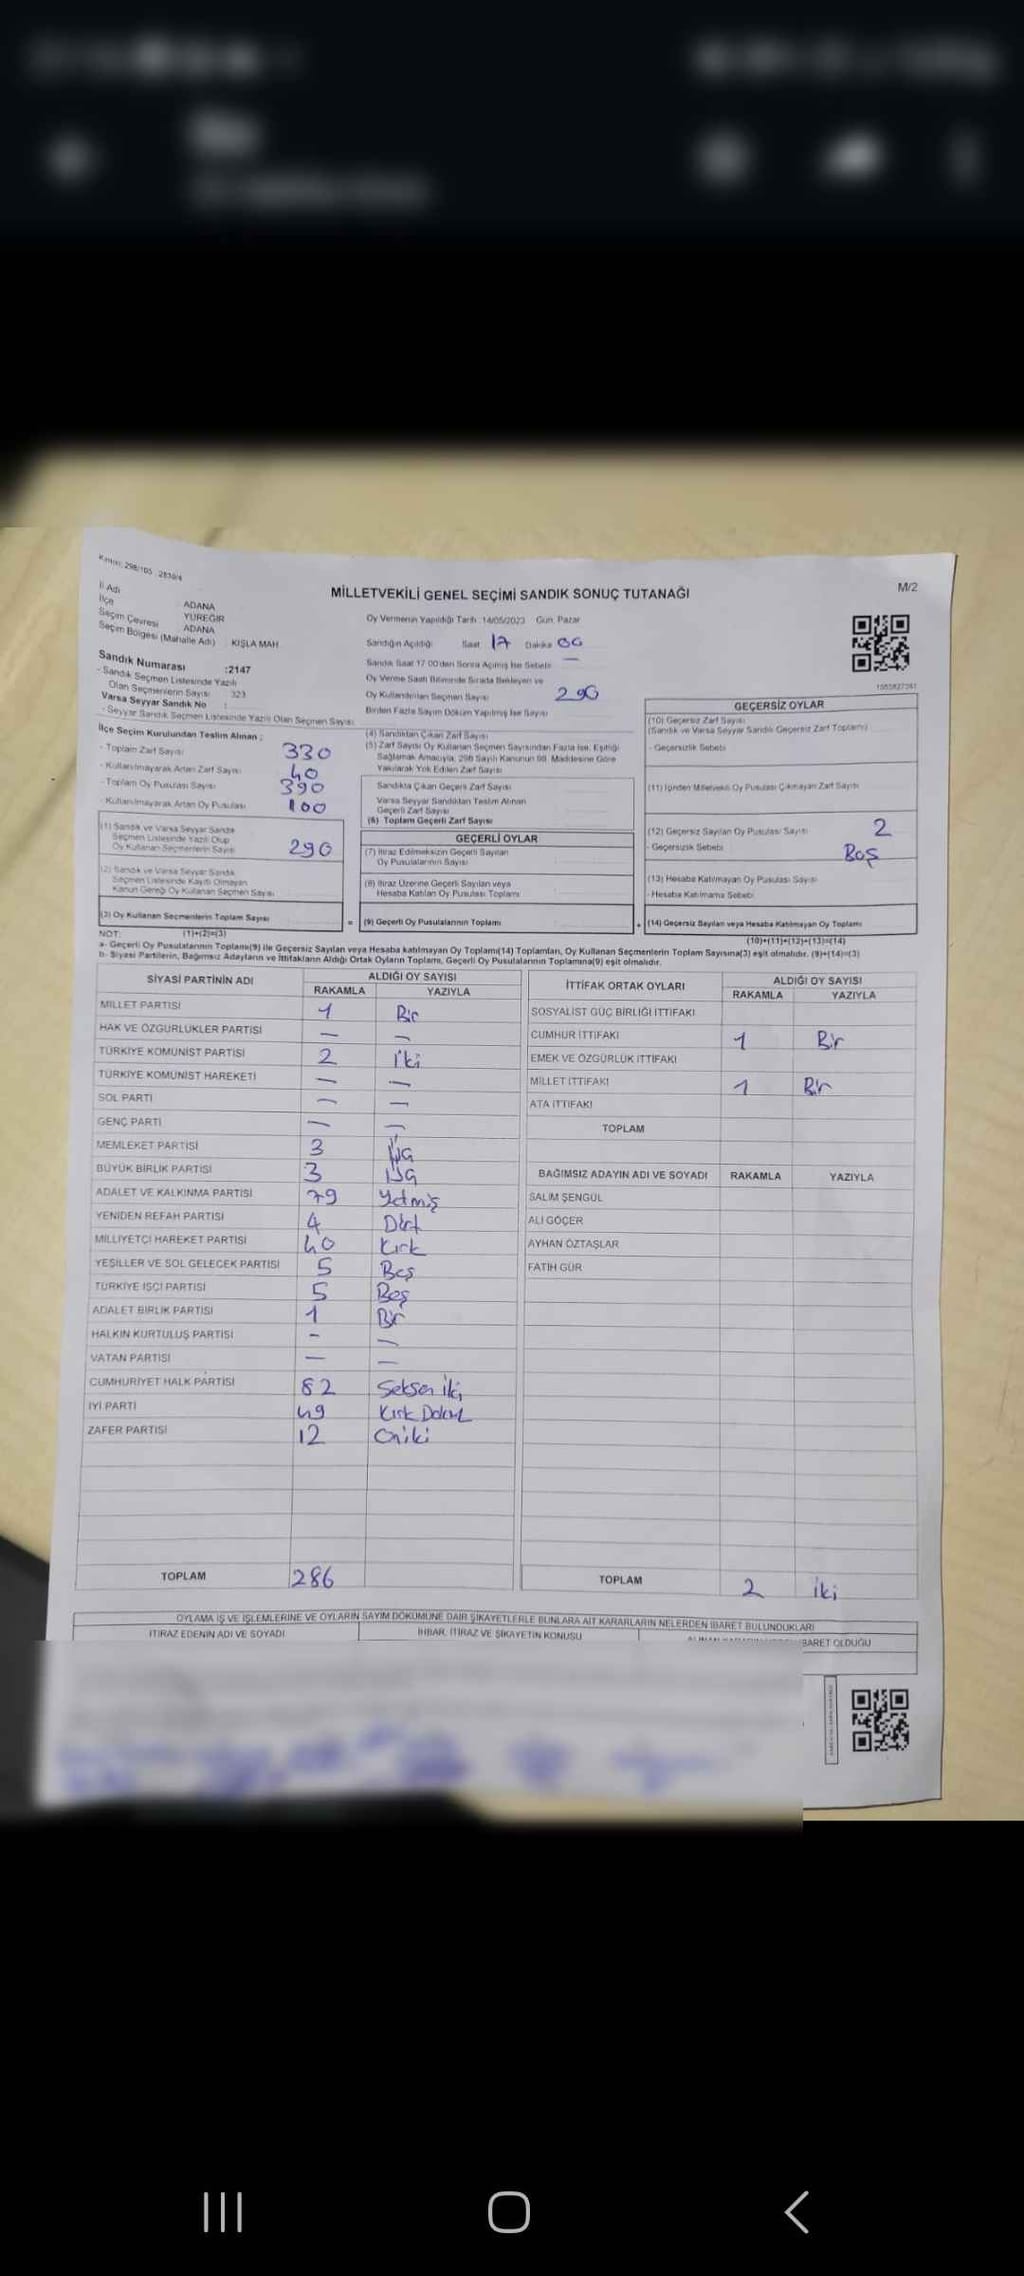 Kanun: 298/105 - 2839/4
MİLLETVEKİLİ GENEL SEÇİMİ SANDIK SONUÇ TUTANAĞI
M/2
İl Adı ADANA
İlçe YÜREĞİR
Seçim Çevresi ADANA
Seçim Bölgesi (Mahalle Adı) KIŞLA MAH
Oy Vermenin Yapıldığı Tarih :14/05/2023 Gün: Pazar
Sandığın Açıldığı Saat 17 Dakika 00
Sandık Saat 17.00'den Sonra Açılmış İse Sebebi —
Oy Verme Saati Bitiminde Sırada Bekleyen ve
Oy Kullandırılan Seçmen Sayısı 290
Birden Fazla Sayım Döküm Yapılmış İse Sayısı
Sandık Numarası :2147
- Sandık Seçmen Listesinde Yazılı
Olan Seçmenlerin Sayısı : 323
Varsa Seyyar Sandık No :
- Seyyar Sandık Seçmen Listesinde Yazılı Olan Seçmen Sayısı
İlçe Seçim Kurulundan Teslim Alınan ;
- Toplam Zarf Sayısı 330
- Kullanılmayarak Artan Zarf Sayısı 40
- Toplam Oy Pusulası Sayısı 390
- Kullanılmayarak Artan Oy Pusulası 100
(1) Sandık ve Varsa Seyyar Sandık
Seçmen Listesinde Yazılı Olup
Oy Kullanan Seçmenlerin Sayısı 290
(2) Sandık ve Varsa Seyyar Sandık
Seçmen Listesinde Kayıtlı Olmayan
Kanun Gereği Oy Kullanan Seçmen Sayısı
(3) Oy Kullanan Seçmenlerin Toplam Sayısı
(4) Sandıktan Çıkan Zarf Sayısı
(5) Zarf Sayısı Oy Kullanan Seçmen Sayısından Fazla İse, Eşitliği
Sağlamak Amacıyla, 298 Sayılı Kanunun 98. Maddesine Göre
Yakılarak Yok Edilen Zarf Sayısı
Sandıkta Çıkan Geçerli Zarf Sayısı
Varsa Seyyar Sandıktan Teslim Alınan
Geçerli Zarf Sayısı
(6) Toplam Geçerli Zarf Sayısı
GEÇERLİ OYLAR
(7) İtiraz Edilmeksizin Geçerli Sayılan
Oy Pusulalarının Sayısı
(8) İtiraz Üzerine Geçerli Sayılan veya
Hesaba Katılan Oy Pusulası Toplamı
= (9) Geçerli Oy Pusulalarının Toplamı
GEÇERSİZ OYLAR
(10) Geçersiz Zarf Sayısı
(Sandık ve Varsa Seyyar Sandık Geçersiz Zarf Toplamı)
- Geçersizlik Sebebi
(11) İçinden Milletvekili Oy Pusulası Çıkmayan Zarf Sayısı
(12) Geçersiz Sayılan Oy Pusulası Sayısı 2
- Geçersizlik Sebebi Boş
(13) Hesaba Katılmayan Oy Pusulası Sayısı
- Hesaba Katılmama Sebebi
+ (14) Geçersiz Sayılan veya Hesaba Katılmayan Oy Toplamı
NOT: (1)+(2)=(3)
(10)+(11)+(12)+(13)=(14)
a- Geçerli Oy Pusulalarının Toplamı(9) ile Geçersiz Sayılan veya Hesaba katılmayan Oy Toplamı(14) Toplamları, Oy Kullanan Seçmenlerin Toplam Sayısına(3) eşit olmalıdır. (9)+(14)=(3)
b- Siyasi Partilerin, Bağımsız Adayların ve İttifakların Aldığı Ortak Oyların Toplamı, Geçerli Oy Pusulalarının Toplamına(9) eşit olmalıdır.
SİYASİ PARTİNİN ADI ALDIĞI OY SAYISI
RAKAMLA YAZIYLA
MİLLET PARTİSİ 1 Bir
HAK VE ÖZGÜRLÜKLER PARTİSİ — —
TÜRKİYE KOMÜNİST PARTİSİ 2 İki
TÜRKİYE KOMÜNİST HAREKETİ — —
SOL PARTİ — —
GENÇ PARTİ — —
MEMLEKET PARTİSİ 3 Üç
BÜYÜK BİRLİK PARTİSİ 3 Üç
ADALET VE KALKINMA PARTİSİ 79 Yetmiş
YENİDEN REFAH PARTİSİ 4 Dört
MİLLİYETÇİ HAREKET PARTİSİ 40 Kırk
YEŞİLLER VE SOL GELECEK PARTİSİ 5 Beş
TÜRKİYE İŞÇİ PARTİSİ 5 Beş
ADALET BİRLİK PARTİSİ 1 Bir
HALKIN KURTULUŞ PARTİSİ - —
VATAN PARTİSİ — —
CUMHURİYET HALK PARTİSİ 82 Seksen İki
İYİ PARTİ 49 Kırk Dokuz
ZAFER PARTİSİ 12 Oniki
TOPLAM 286
İTTİFAK ORTAK OYLARI ALDIĞI OY SAYISI
RAKAMLA YAZIYLA
SOSYALİST GÜÇ BİRLİĞİ İTTİFAKI
CUMHUR İTTİFAKI 1 Bir
EMEK VE ÖZGÜRLÜK İTTİFAKI
MİLLET İTTİFAKI 1 Bir
ATA İTTİFAKI
TOPLAM
BAĞIMSIZ ADAYIN ADI VE SOYADI RAKAMLA YAZIYLA
SALİM ŞENGÜL
ALİ GÖÇER
AYHAN ÖZTAŞLAR
FATİH GÜR
TOPLAM 2 İki
OYLAMA İŞ VE İŞLEMLERİNE VE OYLARIN SAYIM DÖKÜMÜNE DAİR ŞİKAYETLERLE BUNLARA AİT KARARLARIN NELERDEN İBARET BULUNDUKLARI
İTİRAZ EDENİN ADI VE SOYADI İHBAR, İTİRAZ VE ŞİKAYETİN KONUSU İBARET OLDUĞU